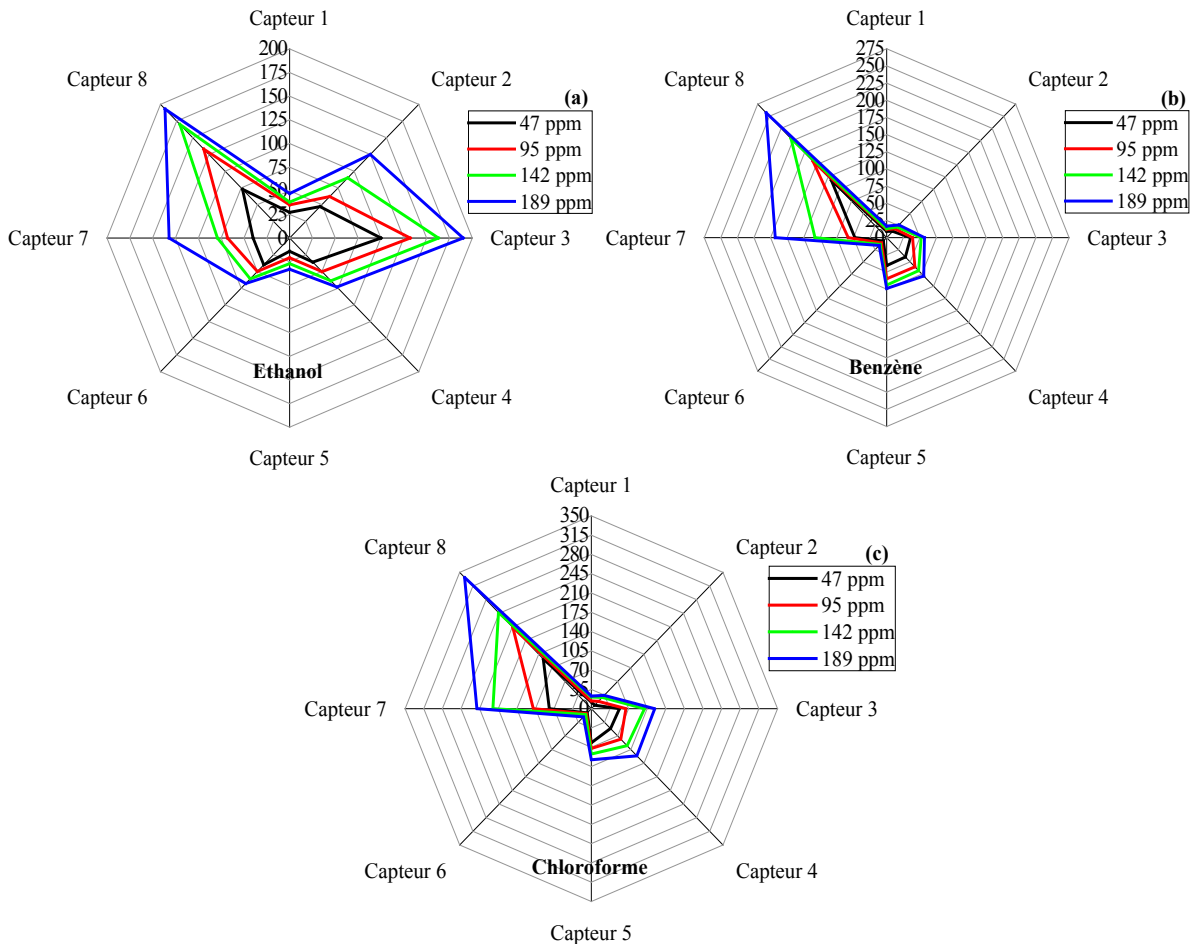 Capteur 1
200
175
150
125
100
75
50
25
0
Capteur 2
Capteur 3
Capteur 4
Capteur 5
Capteur 6
Capteur 7
Capteur 8
(a)
47 ppm
95 ppm
142 ppm
189 ppm
Ethanol
Capteur 1
275
250
225
200
175
150
125
100
75
50
25
0
Capteur 2
Capteur 3
Capteur 4
Capteur 5
Capteur 6
Capteur 7
Capteur 8
(b)
47 ppm
95 ppm
142 ppm
189 ppm
Benzène
Capteur 1
350
315
280
245
210
175
140
105
70
35
0
Capteur 2
Capteur 3
Capteur 4
Capteur 5
Capteur 6
Capteur 7
Capteur 8
(c)
47 ppm
95 ppm
142 ppm
189 ppm
Chloroforme